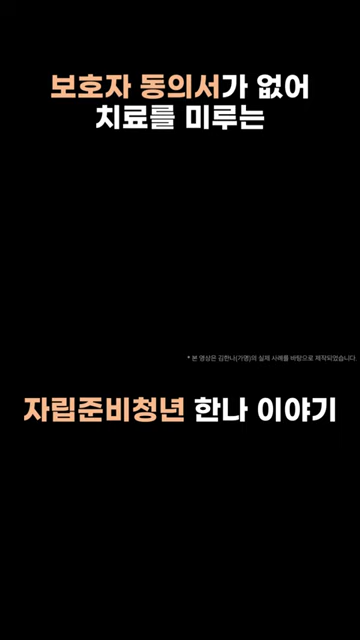 보호자 동의서가 없어
치료를 미루는
* 본 영상은 김한나(가명)의 실제 사례를 바탕으로 제작되었습니다.
자립준비청년 한나 이야기